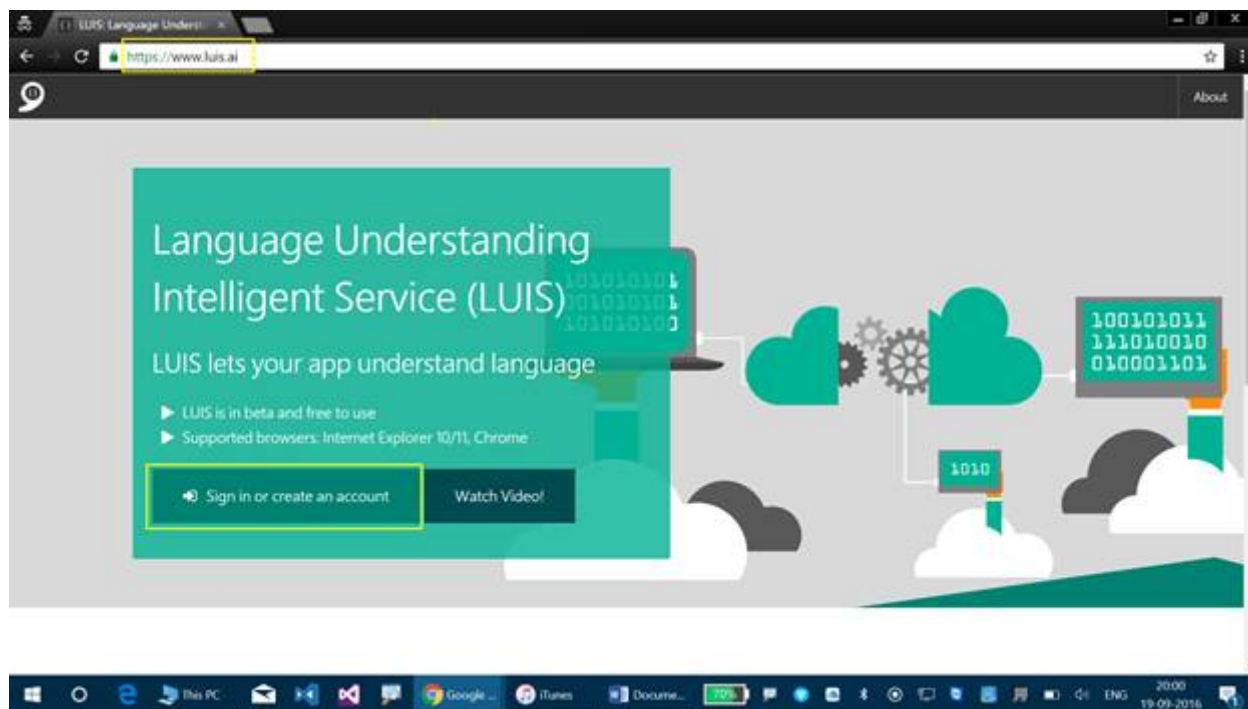 LUIS: Language Underst
https://www.luis.ai
About
Language Understanding
Intelligent Service (LUIS)
LUIS lets your app understand language
LUIS is in beta and free to use
Supported browsers: Internet Explorer 10/11, Chrome
Sign in or create an account
Watch Video!
101010101
101010100
100101011
111010010
010001101
1010
This PC
Google ...
iTunes
Docume...
70%
ENG
20:00
19-09-2016